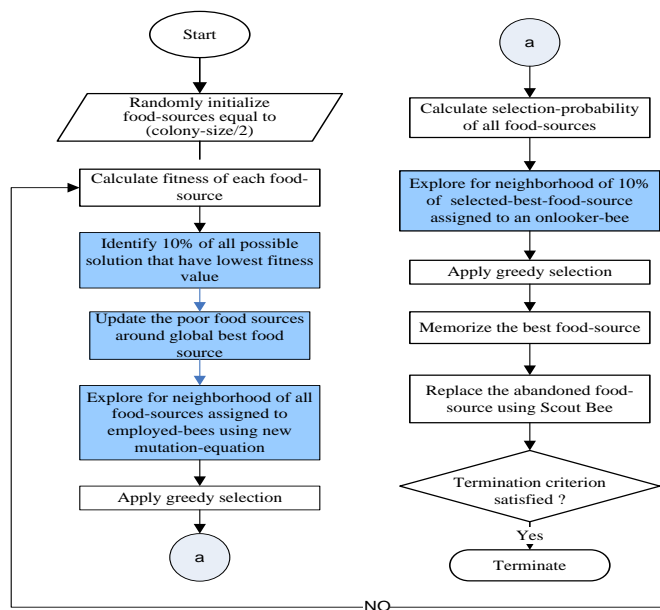 Start
Randomly initialize
food-sources equal to
(colony-size/2)
Calculate fitness of each food-
source
Identify 10% of all possible
solution that have lowest fitness
value
Update the poor food sources
around global best food
source
Explore for neighborhood of all
food-sources assigned to
employed-bees using new
mutation-equation
Apply greedy selection
a
a
Calculate selection-probability
of all food-sources
Explore for neighborhood of 10%
of selected-best-food-source
assigned to an onlooker-bee
Apply greedy selection
Memorize the best food-source
Replace the abandoned food-
source using Scout Bee
Termination criterion
satisfied ?
Yes
Terminate
NO